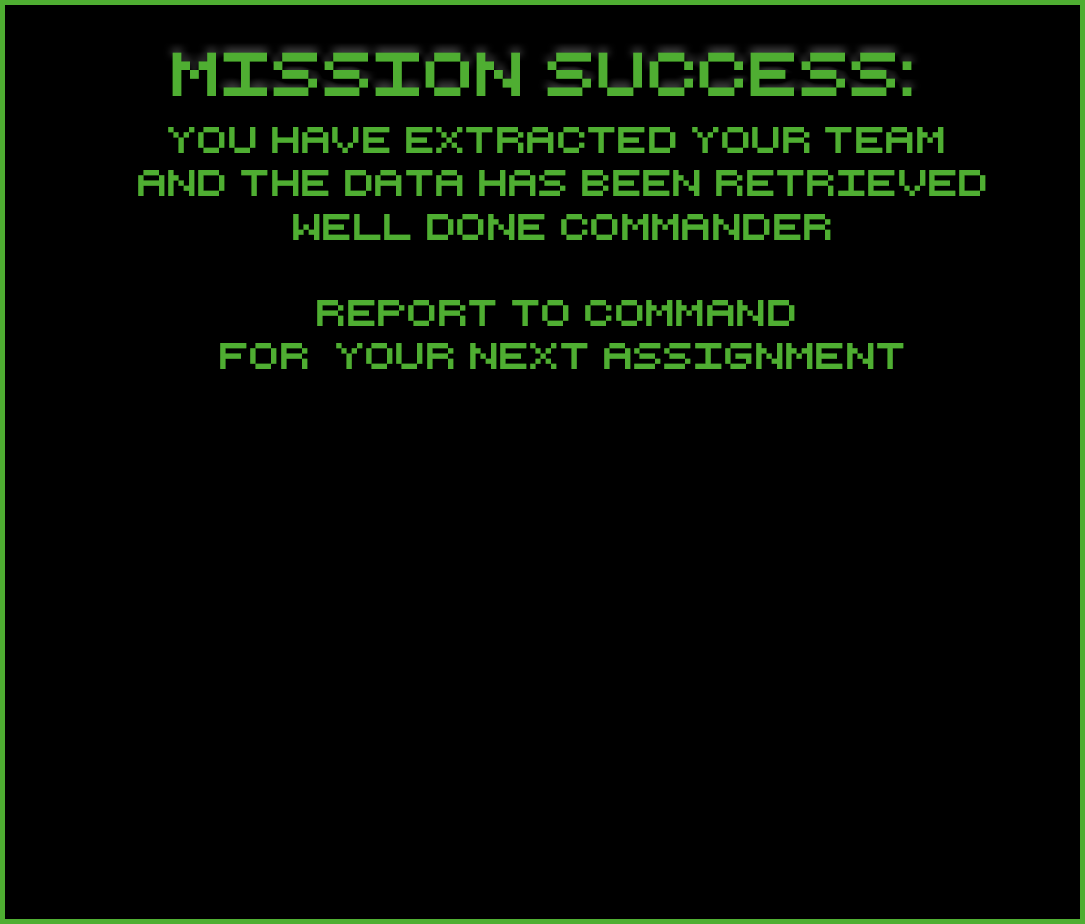 MISSION SUCCESS:
YOU HAVE EXTRACTED YOUR TEAM
AND THE DATA HAS BEEN RETRIEVED
WELL DONE COMMANDER
REPORT TO COMMAND
FOR YOUR NEXT ASSIGNMENT